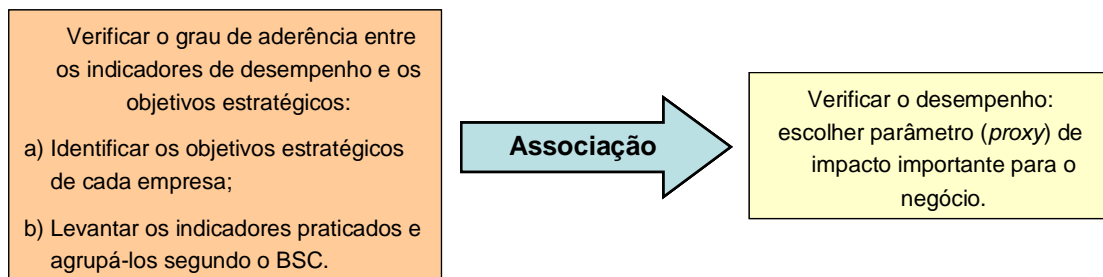 Verificar o grau de aderência entre
os indicadores de desempenho e os
objetivos estratégicos:
a) Identificar os objetivos estratégicos
de cada empresa;
b) Levantar os indicadores praticados e
agrupá-los segundo o BSC.
Associação
Verificar o desempenho:
escolher parâmetro (proxy) de
impacto importante para o
negócio.